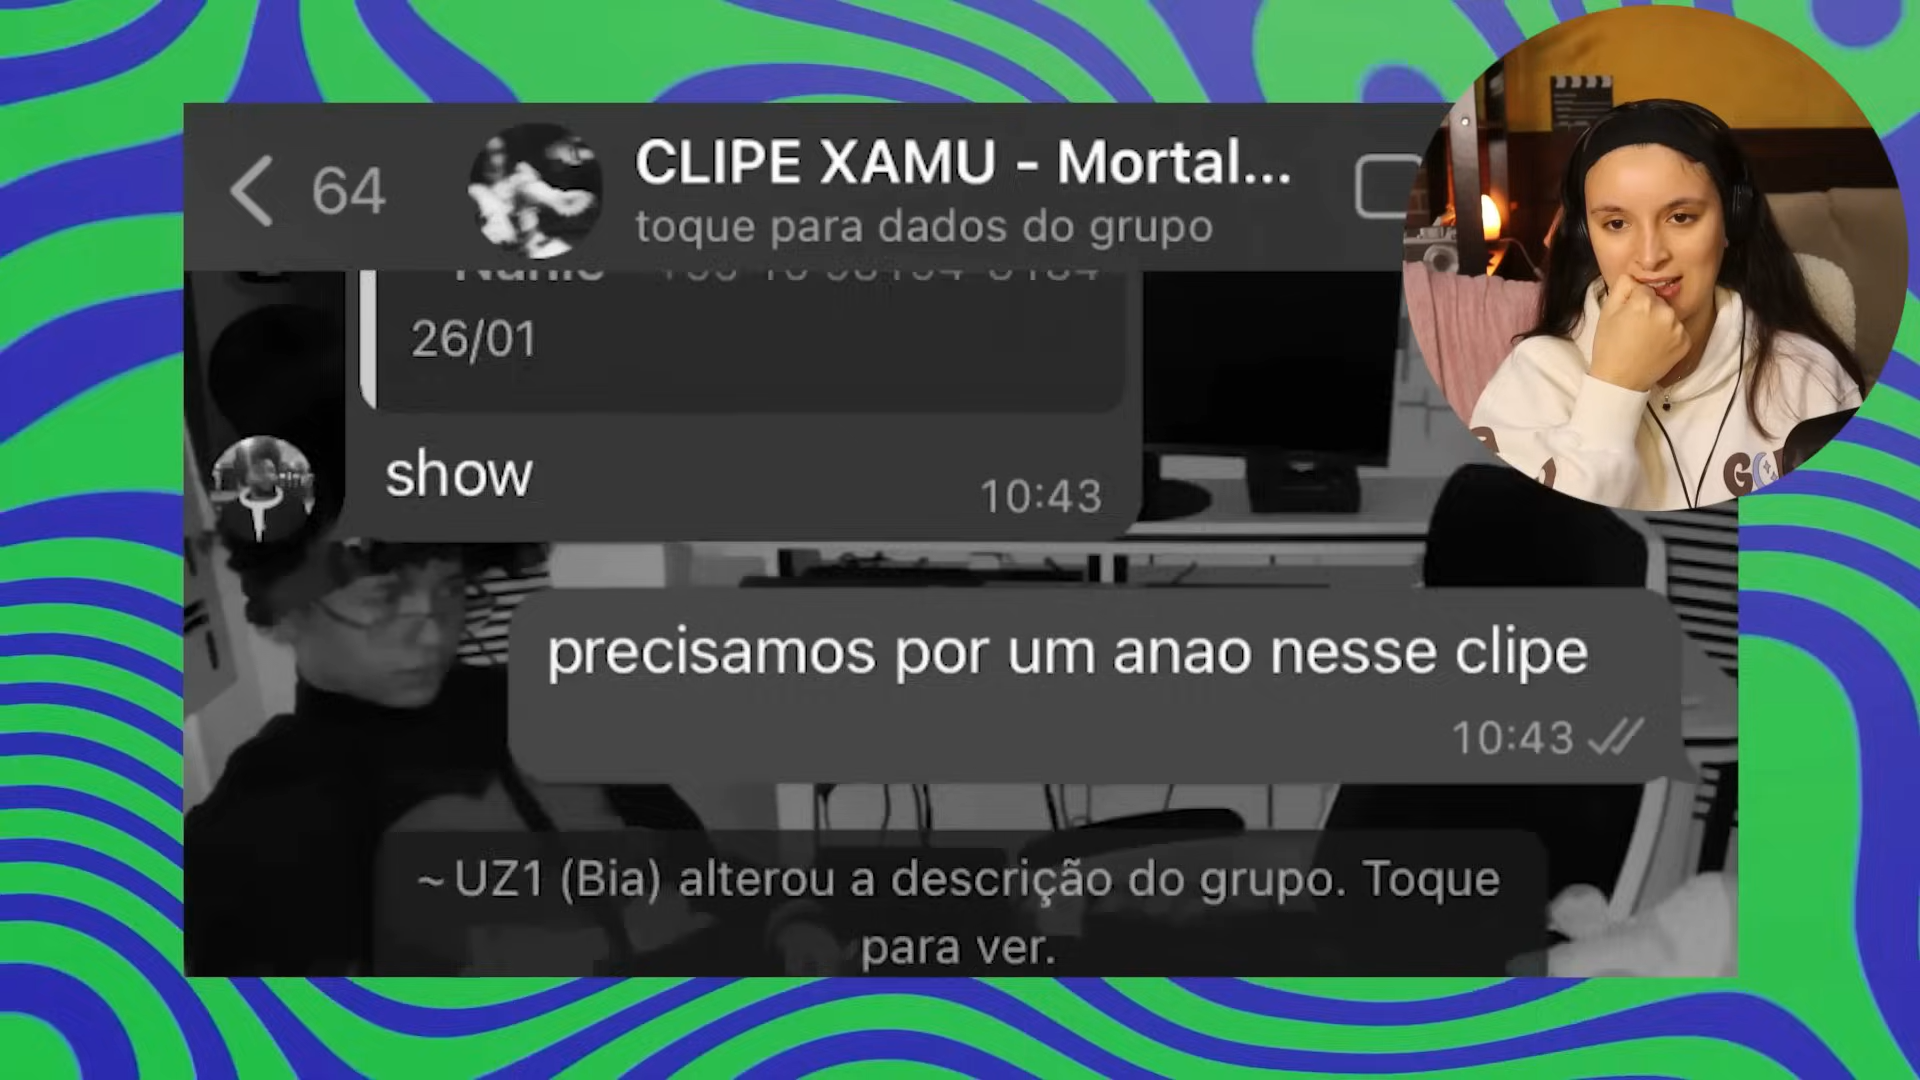 64
CLIPE XAMU - Mortal...
toque para dados do grupo
26/01
show
10:43
precisamos por um anao nesse clipe
10:43
~ UZ1 (Bia) alterou a descrição do grupo. Toque
para ver.